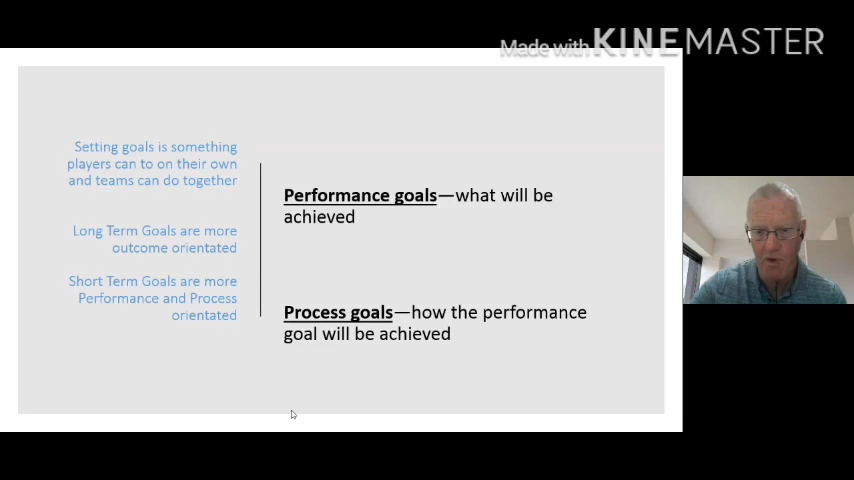 Made with KINEMASTER
Setting goals is something
players can to on their own
and teams can do together
Long Term Goals are more
outcome orientated
Short Term Goals are more
Performance and Process
orientated
Performance goals—what will be
achieved
Process goals—how the performance
goal will be achieved